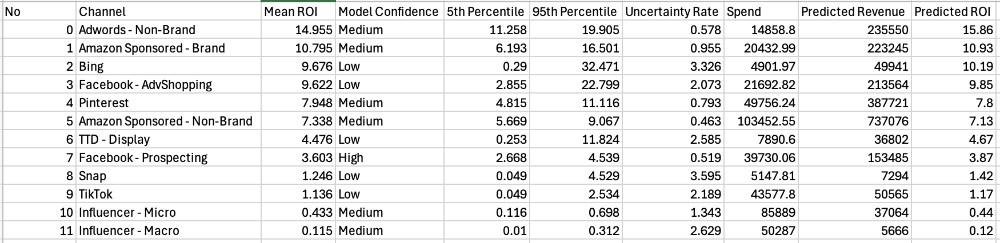 No Channel Mean ROI Model Confidence 5th Percentile 95th Percentile Uncertainty Rate Spend Predicted Revenue Predicted ROI
0 Adwords - Non-Brand 14.955 Medium 11.258 19.905 0.578 14858.8 235550 15.86
1 Amazon Sponsored - Brand 10.795 Medium 6.193 16.501 0.955 20432.99 223245 10.93
2 Bing 9.676 Low 0.29 32.471 3.326 4901.97 49941 10.19
3 Facebook - AdvShopping 9.622 Low 2.855 22.799 2.073 21692.82 213564 9.85
4 Pinterest 7.948 Medium 4.815 11.116 0.793 49756.24 387721 7.8
5 Amazon Sponsored - Non-Brand 7.338 Medium 5.669 9.067 0.463 103452.55 737076 7.13
6 TTD - Display 4.476 Low 0.253 11.824 2.585 7890.6 36802 4.67
7 Facebook - Prospecting 3.603 High 2.668 4.539 0.519 39730.06 153485 3.87
8 Snap 1.246 Low 0.049 4.529 3.595 5147.81 7294 1.42
9 TikTok 1.136 Low 0.049 2.534 2.189 43577.8 50565 1.17
10 Influencer - Micro 0.433 Medium 0.116 0.698 1.343 85889 37064 0.44
11 Influencer - Macro 0.115 Medium 0.01 0.312 2.629 50287 5666 0.12